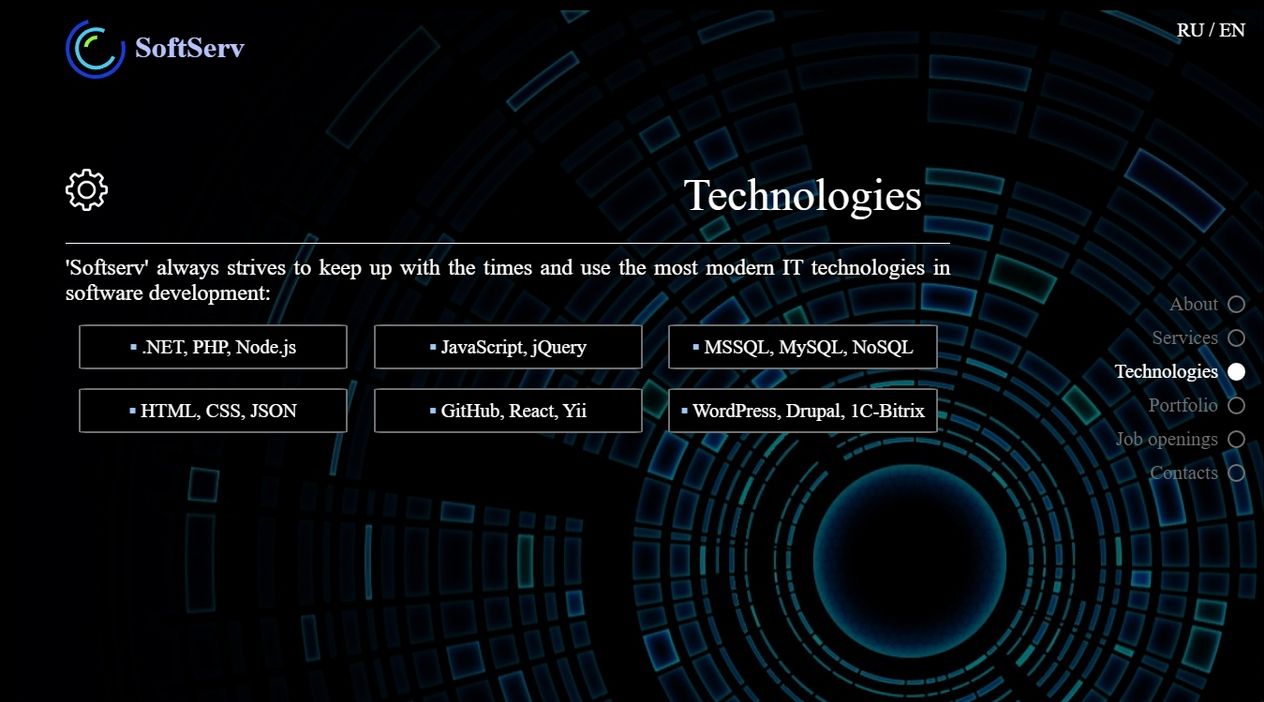 SoftServ
RU / EN
Technologies
'Softserv' always strives to keep up with the times and use the most modern IT technologies in
software development:
▪ .NET, PHP, Node.js
▪ JavaScript, jQuery
▪ MSSQL, MySQL, NoSQL
▪ HTML, CSS, JSON
▪ GitHub, React, Yii
▪ WordPress, Drupal, 1C-Bitrix
About
Services
Technologies
Portfolio
Job openings
Contacts